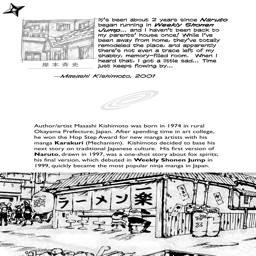 It's been about 2 years since Naruto
began running in Weekly Shonen
Jump... and I haven't been back to
my parents' house once! While I've
been away from home, they've totally
remodeled the place, and apparently
there's not even a trace left of my
shabby, memory-filled room. When I
heard that, I got a little sad... Time
just keeps flowing by...
岸本斉史
—Masashi Kishimoto, 2001
Author/artist Masashi Kishimoto was born in 1974 in rural
Okayama Prefecture, Japan. After spending time in art college,
he won the Hop Step Award for new manga artists with his
manga Karakuri (Mechanism). Kishimoto decided to base his
next story on traditional Japanese culture. His first version of
Naruto, drawn in 1997, was a one-shot story about fox spirits;
his final version, which debuted in Weekly Shonen Jump in
1999, quickly became the most popular ninja manga in Japan.
ラーメン
楽